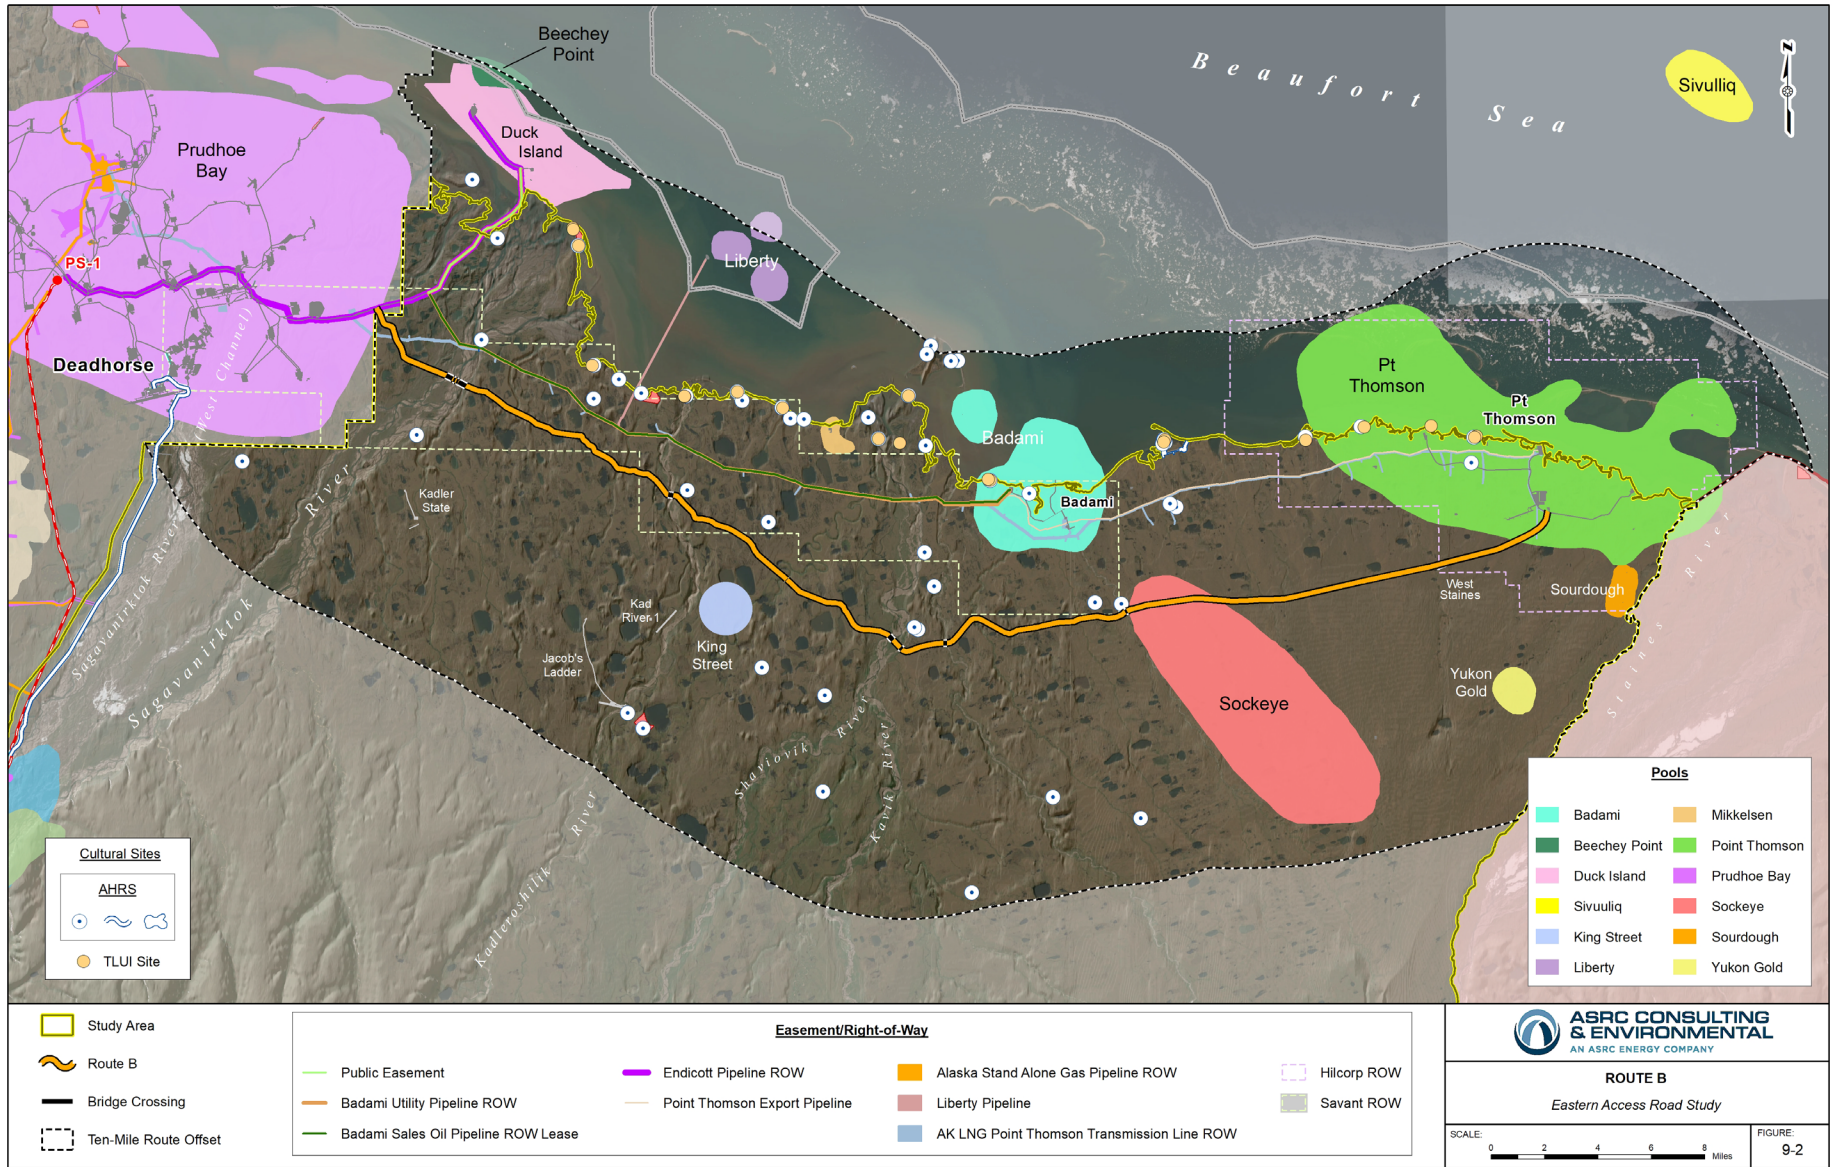 Beechey
Point
Beaufort
Sea
Sivulliq
N
Duck
Island
Prudhoe
Bay
PS-1
Liberty
Deadhorse
(West Channel)
Pt
Thomson
Pt
Thomson
Badami
Badami
River
Kadler
State
Sagavanirktok River
Sagavanirktok
Kad
River 1
King
Street
Jacob's
Ladder
West
Staines
Sourdough
Staines
River
Yukon
Gold
Sockeye
Shaviovik River
Kavik River
Kadleroshilik River
Pools
Badami
Beechey Point
Duck Island
Sivuuliq
King Street
Liberty
Mikkelsen
Point Thomson
Prudhoe Bay
Sockeye
Sourdough
Yukon Gold
Cultural Sites
AHRS
TLUI Site
Study Area
Route B
Bridge Crossing
Ten-Mile Route Offset
Easement/Right-of-Way
Public Easement
Badami Utility Pipeline ROW
Badami Sales Oil Pipeline ROW Lease
Endicott Pipeline ROW
Point Thomson Export Pipeline
Alaska Stand Alone Gas Pipeline ROW
Liberty Pipeline
AK LNG Point Thomson Transmission Line ROW
Hilcorp ROW
Savant ROW
ASRC CONSULTING
& ENVIRONMENTAL
AN ASRC ENERGY COMPANY
ROUTE B
Eastern Access Road Study
SCALE:
0 2 4 6 8
Miles
FIGURE:
9-2